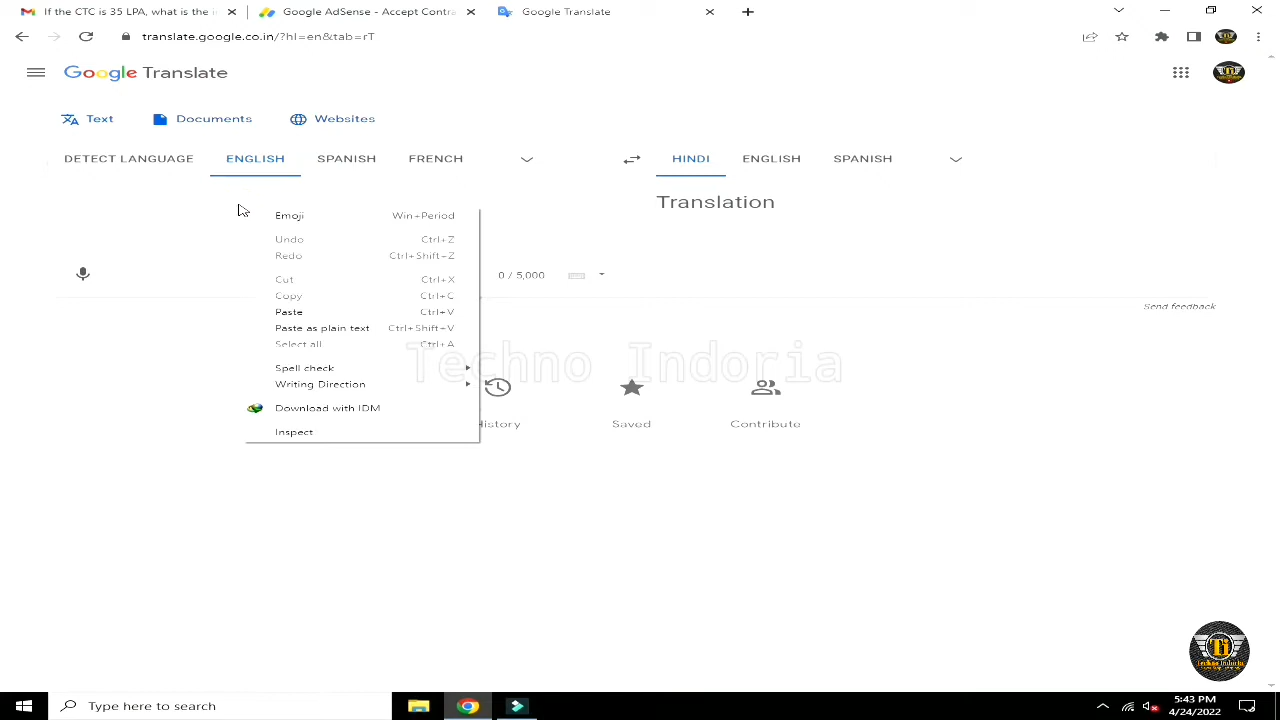 If the CTC is 35 LPA, what is the i
Google AdSense - Accept Contra
Google Translate
translate.google.co.in/?hl=en&tab=rT
Google Translate
Text
Documents
Websites
DETECT LANGUAGE
ENGLISH
SPANISH
FRENCH
HINDI
ENGLISH
SPANISH
Translation
Emoji Win+Period
Undo Ctrl+Z
Redo Ctrl+Shift+Z
Cut Ctrl+X
Copy Ctrl+C
Paste Ctrl+V
Paste as plain text Ctrl+Shift+V
Select all Ctrl+A
Spell check
Writing Direction
Download with IDM
Inspect
0 / 5,000
Send feedback
Techno Indoria
History
Saved
Contribute
Ti
Techno Indoria
Type here to search
5:43 PM
4/24/2022